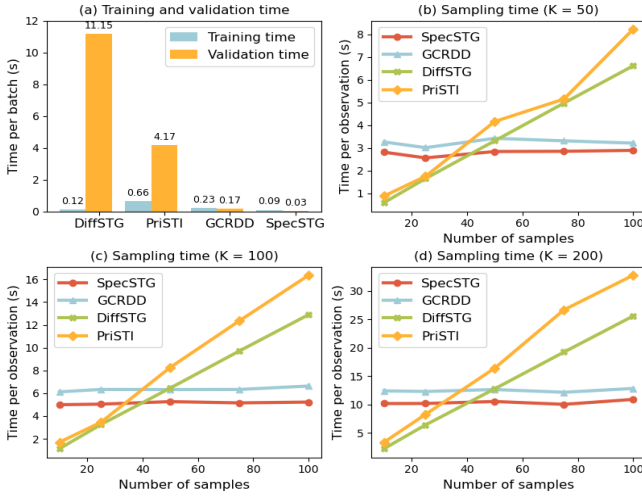 (a) Training and validation time
Time per batch (s)
12
10
8
6
4
2
0
11.15
4.17
0.12
0.66
0.23
0.17
0.09
0.03
Training time
Validation time
DiffSTG
PriSTI
GCRDD
SpecSTG
(b) Sampling time (K = 50)
Time per observation (s)
8
7
6
5
4
3
2
1
SpecSTG
GCRDD
DiffSTG
PriSTI
20
40
60
80
100
Number of samples
(c) Sampling time (K = 100)
Time per observation (s)
16
14
12
10
8
6
4
2
SpecSTG
GCRDD
DiffSTG
PriSTI
20
40
60
80
100
Number of samples
(d) Sampling time (K = 200)
Time per observation (s)
30
25
20
15
10
5
SpecSTG
GCRDD
DiffSTG
PriSTI
20
40
60
80
100
Number of samples